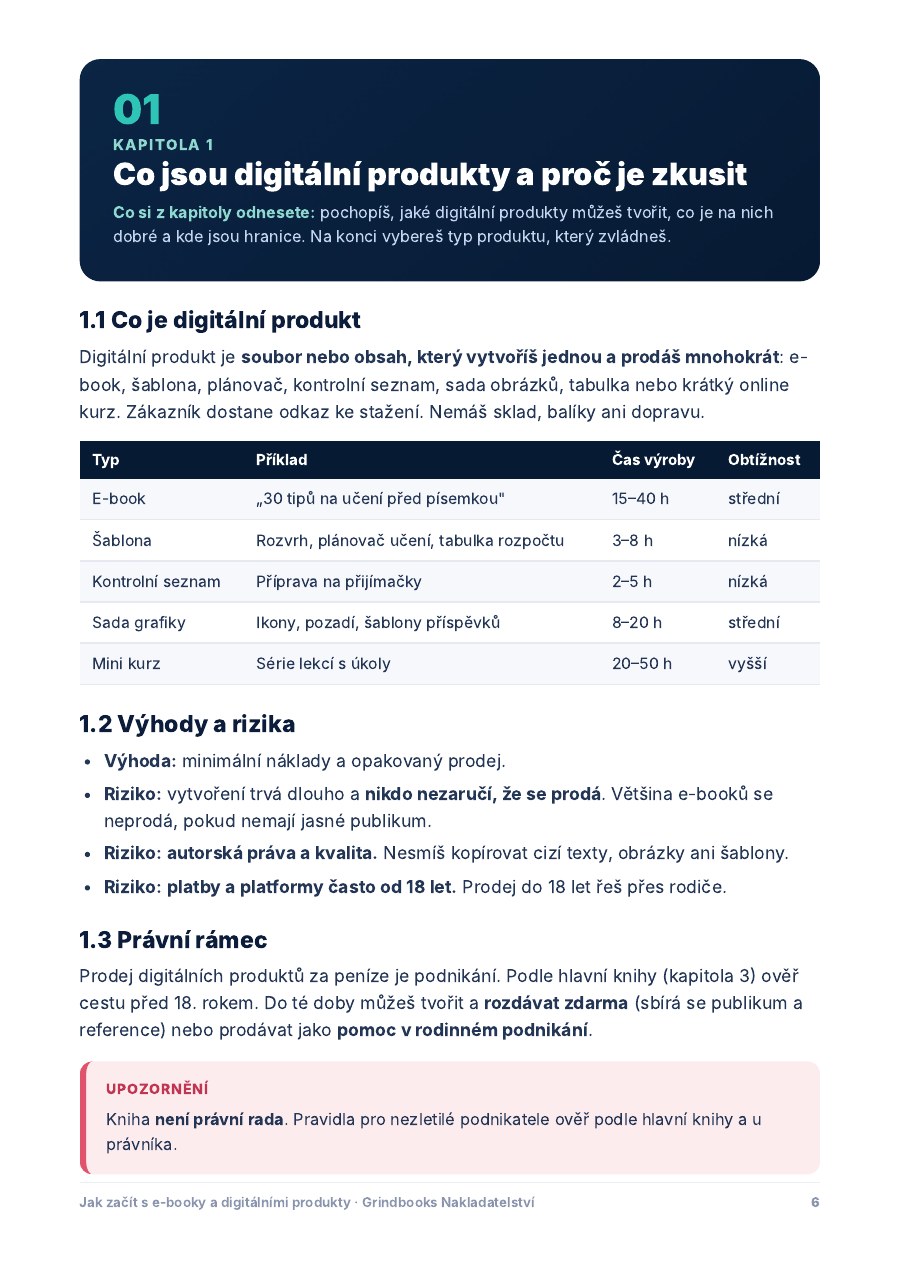 01
KAPITOLA 1
Co jsou digitální produkty a proč je zkusit
Co si z kapitoly odnesete: pochopíš, jaké digitální produkty můžeš tvořit, co je na nich
dobré a kde jsou hranice. Na konci vybereš typ produktu, který zvládneš.
1.1 Co je digitální produkt
Digitální produkt je soubor nebo obsah, který vytvoříš jednou a prodáš mnohokrát: e-
book, šablona, plánovač, kontrolní seznam, sada obrázků, tabulka nebo krátký online
kurz. Zákazník dostane odkaz ke stažení. Nemáš sklad, balíky ani dopravu.
Typ Příklad Čas výroby Obtížnost
E-book „30 tipů na učení před písemkou" 15–40 h střední
Šablona Rozvrh, plánovač učení, tabulka rozpočtu 3–8 h nízká
Kontrolní seznam Příprava na přijímačky 2–5 h nízká
Sada grafiky Ikony, pozadí, šablony příspěvků 8–20 h střední
Mini kurz Série lekcí s úkoly 20–50 h vyšší
1.2 Výhody a rizika
• Výhoda: minimální náklady a opakovaný prodej.
• Riziko: vytvoření trvá dlouho a nikdo nezaručí, že se prodá. Většina e-booků se
neprodá, pokud nemají jasné publikum.
• Riziko: autorská práva a kvalita. Nesmíš kopírovat cizí texty, obrázky ani šablony.
• Riziko: platby a platformy často od 18 let. Prodej do 18 let řeš přes rodiče.
1.3 Právní rámec
Prodej digitálních produktů za peníze je podnikání. Podle hlavní knihy (kapitola 3) ověř
cestu před 18. rokem. Do té doby můžeš tvořit a rozdávat zdarma (sbírá se publikum a
reference) nebo prodávat jako pomoc v rodinném podnikání.
UPOZORNĚNÍ
Kniha není právní rada. Pravidla pro nezletilé podnikatele ověř podle hlavní knihy a u
právníka.
Jak začít s e-booky a digitálními produkty · Grindbooks Nakladatelství 6